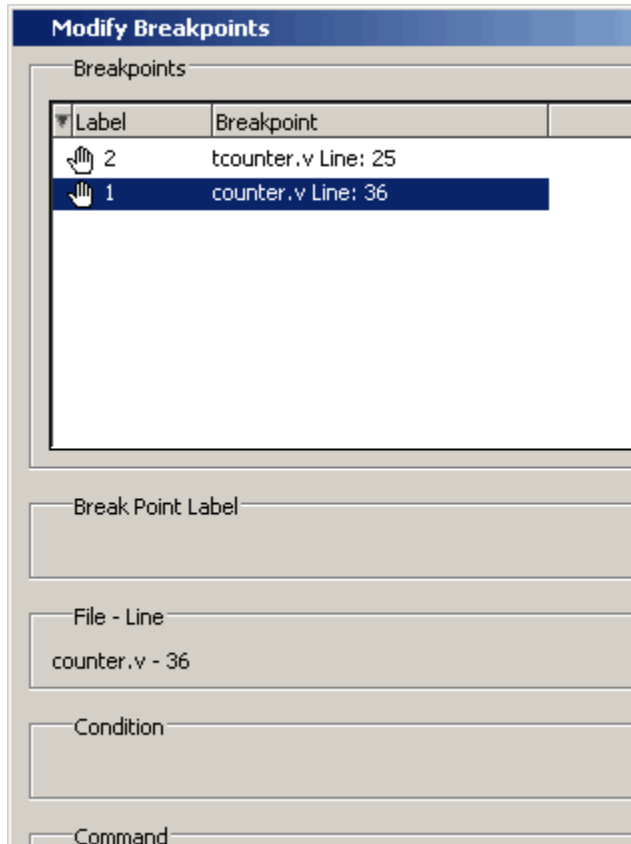 Modify Breakpoints
Breakpoints
Label Breakpoint
2 tcounter.v Line: 25
1 counter.v Line: 36
Break Point Label
File - Line
counter.v - 36
Condition
Command